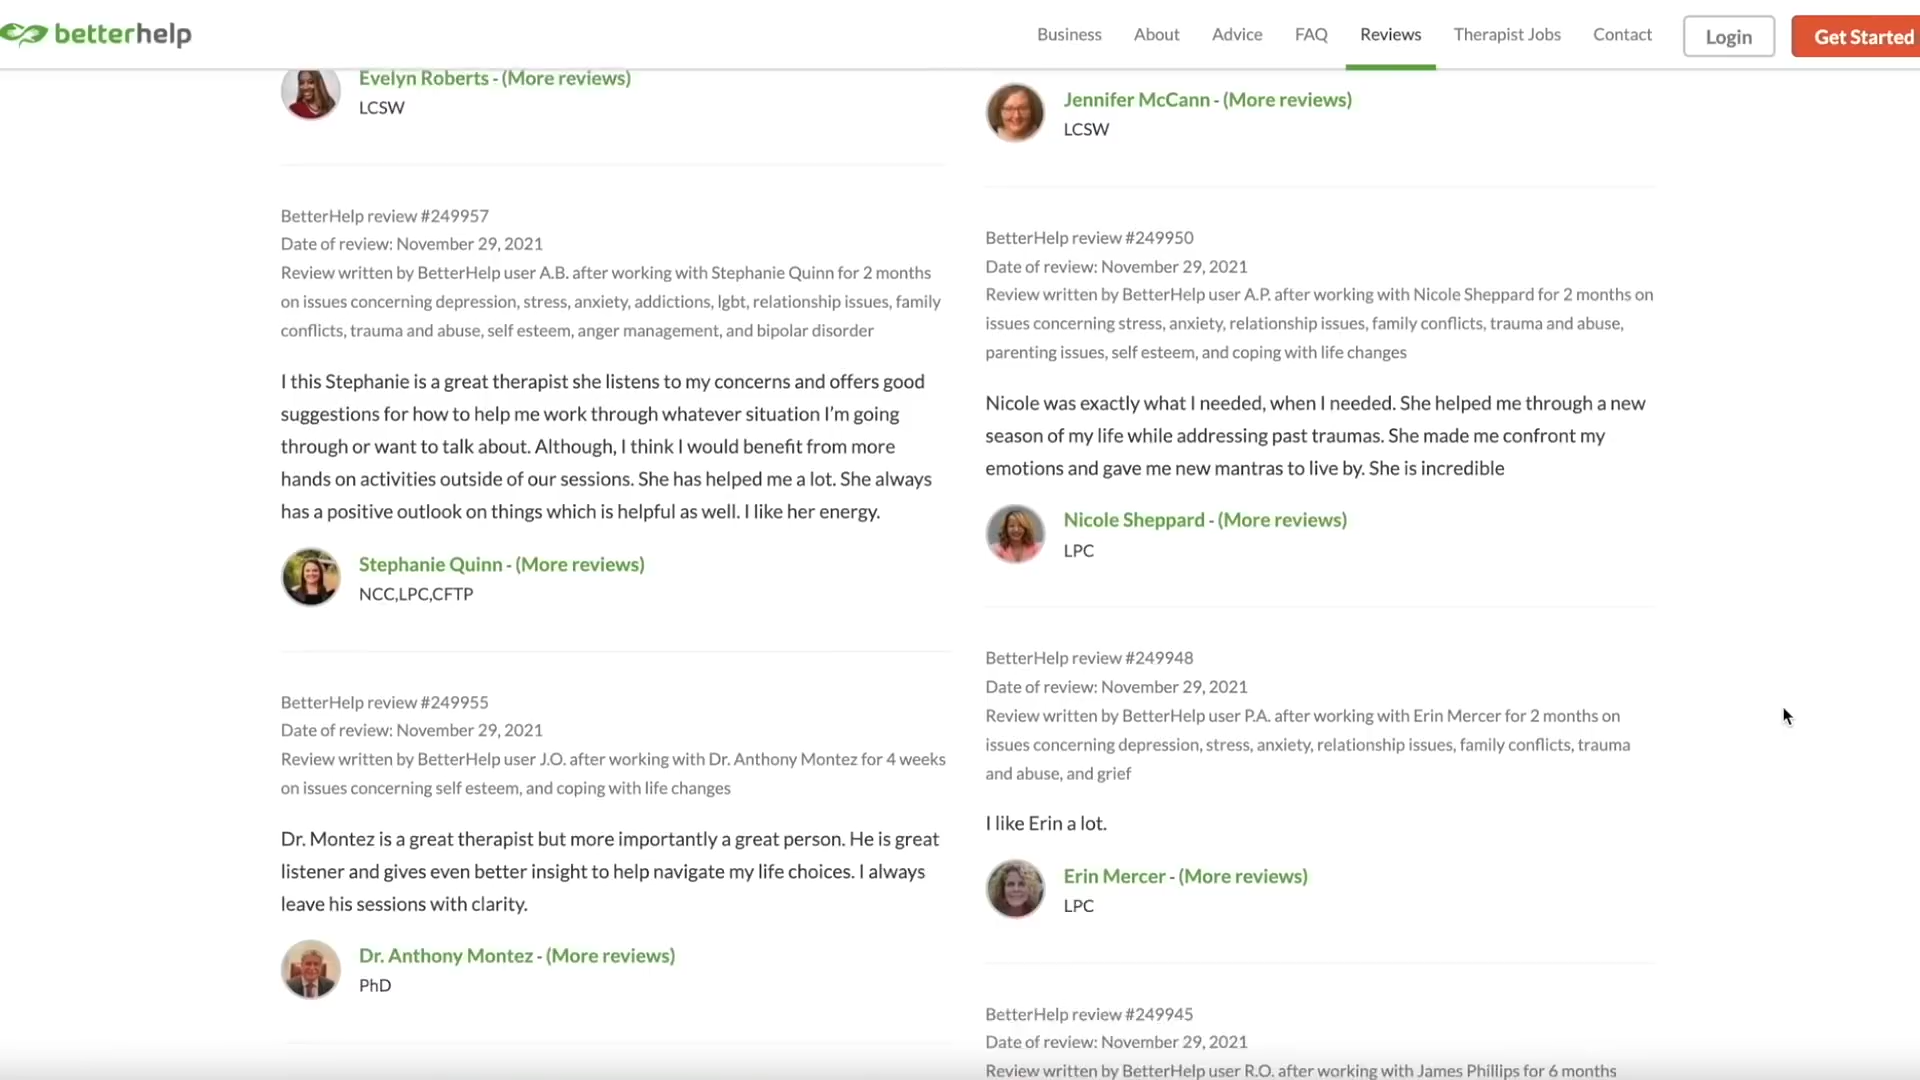 betterhelp
Business
About
Advice
FAQ
Reviews
Therapist Jobs
Contact
Login
Get Started
Evelyn Roberts - (More reviews)
LCSW
BetterHelp review #249957
Date of review: November 29, 2021
Review written by BetterHelp user A.B. after working with Stephanie Quinn for 2 months
on issues concerning depression, stress, anxiety, addictions, lgbt, relationship issues, family
conflicts, trauma and abuse, self esteem, anger management, and bipolar disorder
I this Stephanie is a great therapist she listens to my concerns and offers good
suggestions for how to help me work through whatever situation I'm going
through or want to talk about. Although, I think I would benefit from more
hands on activities outside of our sessions. She has helped me a lot. She always
has a positive outlook on things which is helpful as well. I like her energy.
Stephanie Quinn - (More reviews)
NCC,LPC,CFTP
BetterHelp review #249955
Date of review: November 29, 2021
Review written by BetterHelp user J.O. after working with Dr. Anthony Montez for 4 weeks
on issues concerning self esteem, and coping with life changes
Dr. Montez is a great therapist but more importantly a great person. He is great
listener and gives even better insight to help navigate my life choices. I always
leave his sessions with clarity.
Dr. Anthony Montez - (More reviews)
PhD
Jennifer McCann - (More reviews)
LCSW
BetterHelp review #249950
Date of review: November 29, 2021
Review written by BetterHelp user A.P. after working with Nicole Sheppard for 2 months on
issues concerning stress, anxiety, relationship issues, family conflicts, trauma and abuse,
parenting issues, self esteem, and coping with life changes
Nicole was exactly what I needed, when I needed. She helped me through a new
season of my life while addressing past traumas. She made me confront my
emotions and gave me new mantras to live by. She is incredible
Nicole Sheppard - (More reviews)
LPC
BetterHelp review #249948
Date of review: November 29, 2021
Review written by BetterHelp user P.A. after working with Erin Mercer for 2 months on
issues concerning depression, stress, anxiety, relationship issues, family conflicts, trauma
and abuse, and grief
I like Erin a lot.
Erin Mercer - (More reviews)
LPC
BetterHelp review #249945
Date of review: November 29, 2021
Review written by BetterHelp user R.O. after working with James Phillips for 6 months